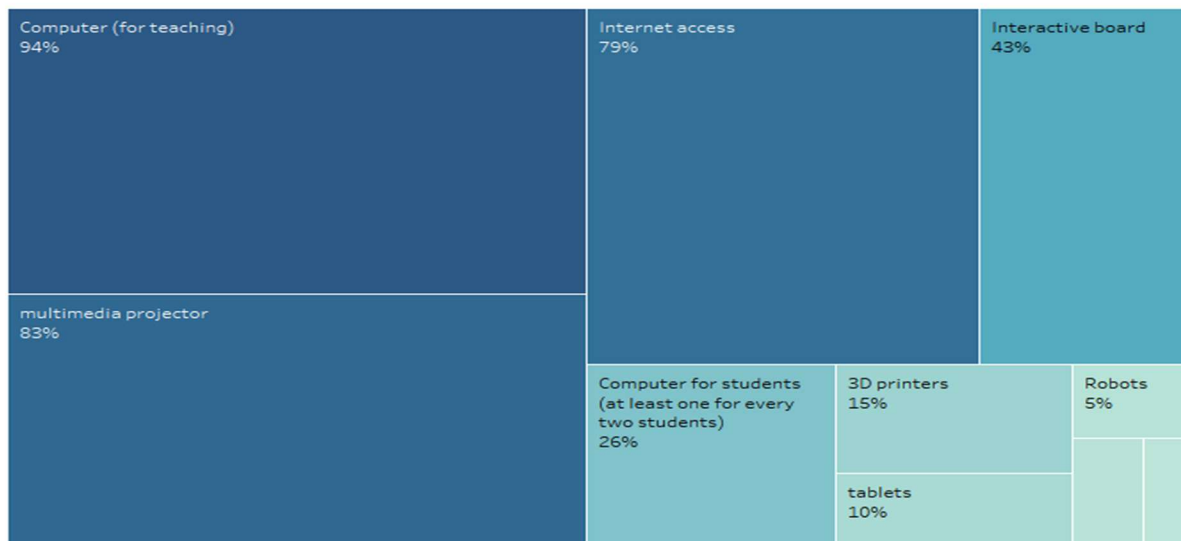 Computer (for teaching)
94%
multimedia projector
83%
Internet access
79%
Interactive board
43%
Computer for students
(at least one for every
two students)
26%
3D printers
15%
tablets
10%
Robots
5%